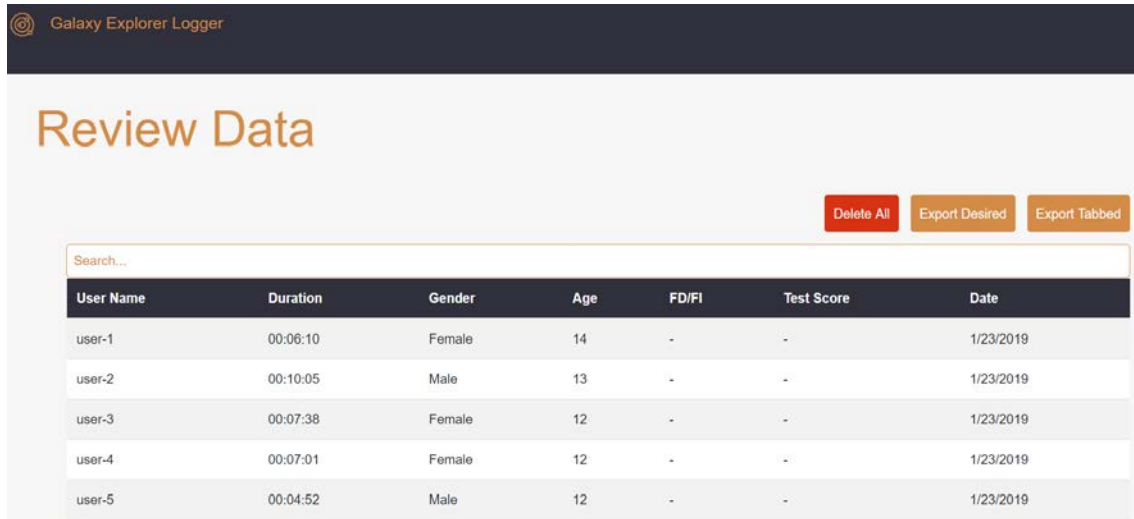 Galaxy Explorer Logger
Review Data
Delete All Export Desired Export Tabbed
Search...
User Name Duration Gender Age FD/FI Test Score Date
user-1 00:06:10 Female 14 - - 1/23/2019
user-2 00:10:05 Male 13 - - 1/23/2019
user-3 00:07:38 Female 12 - - 1/23/2019
user-4 00:07:01 Female 12 - - 1/23/2019
user-5 00:04:52 Male 12 - - 1/23/2019